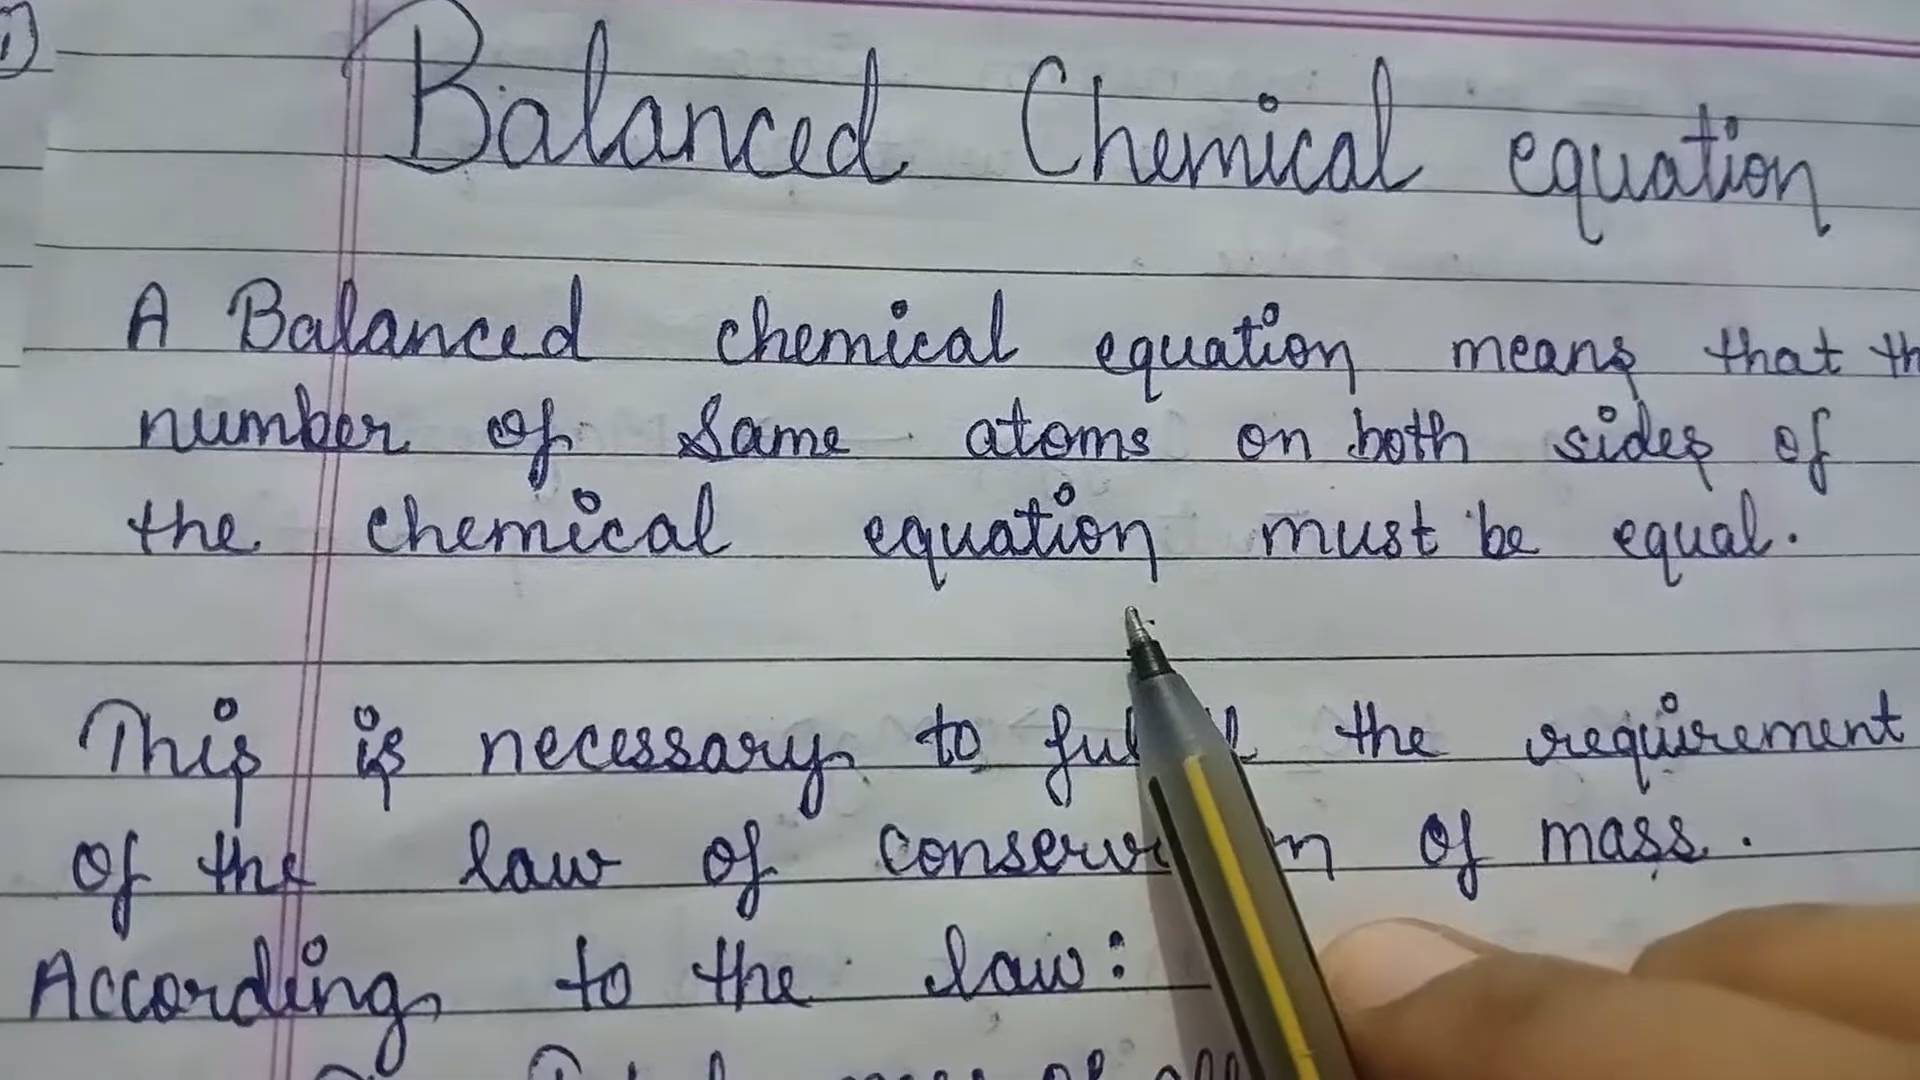 1)
Balanced Chemical equation
A Balanced chemical equation means that th
number of same atoms on both sides of
the chemical equation must be equal.
This is necessary to the requirement
of the law of of mass.
According to the law: